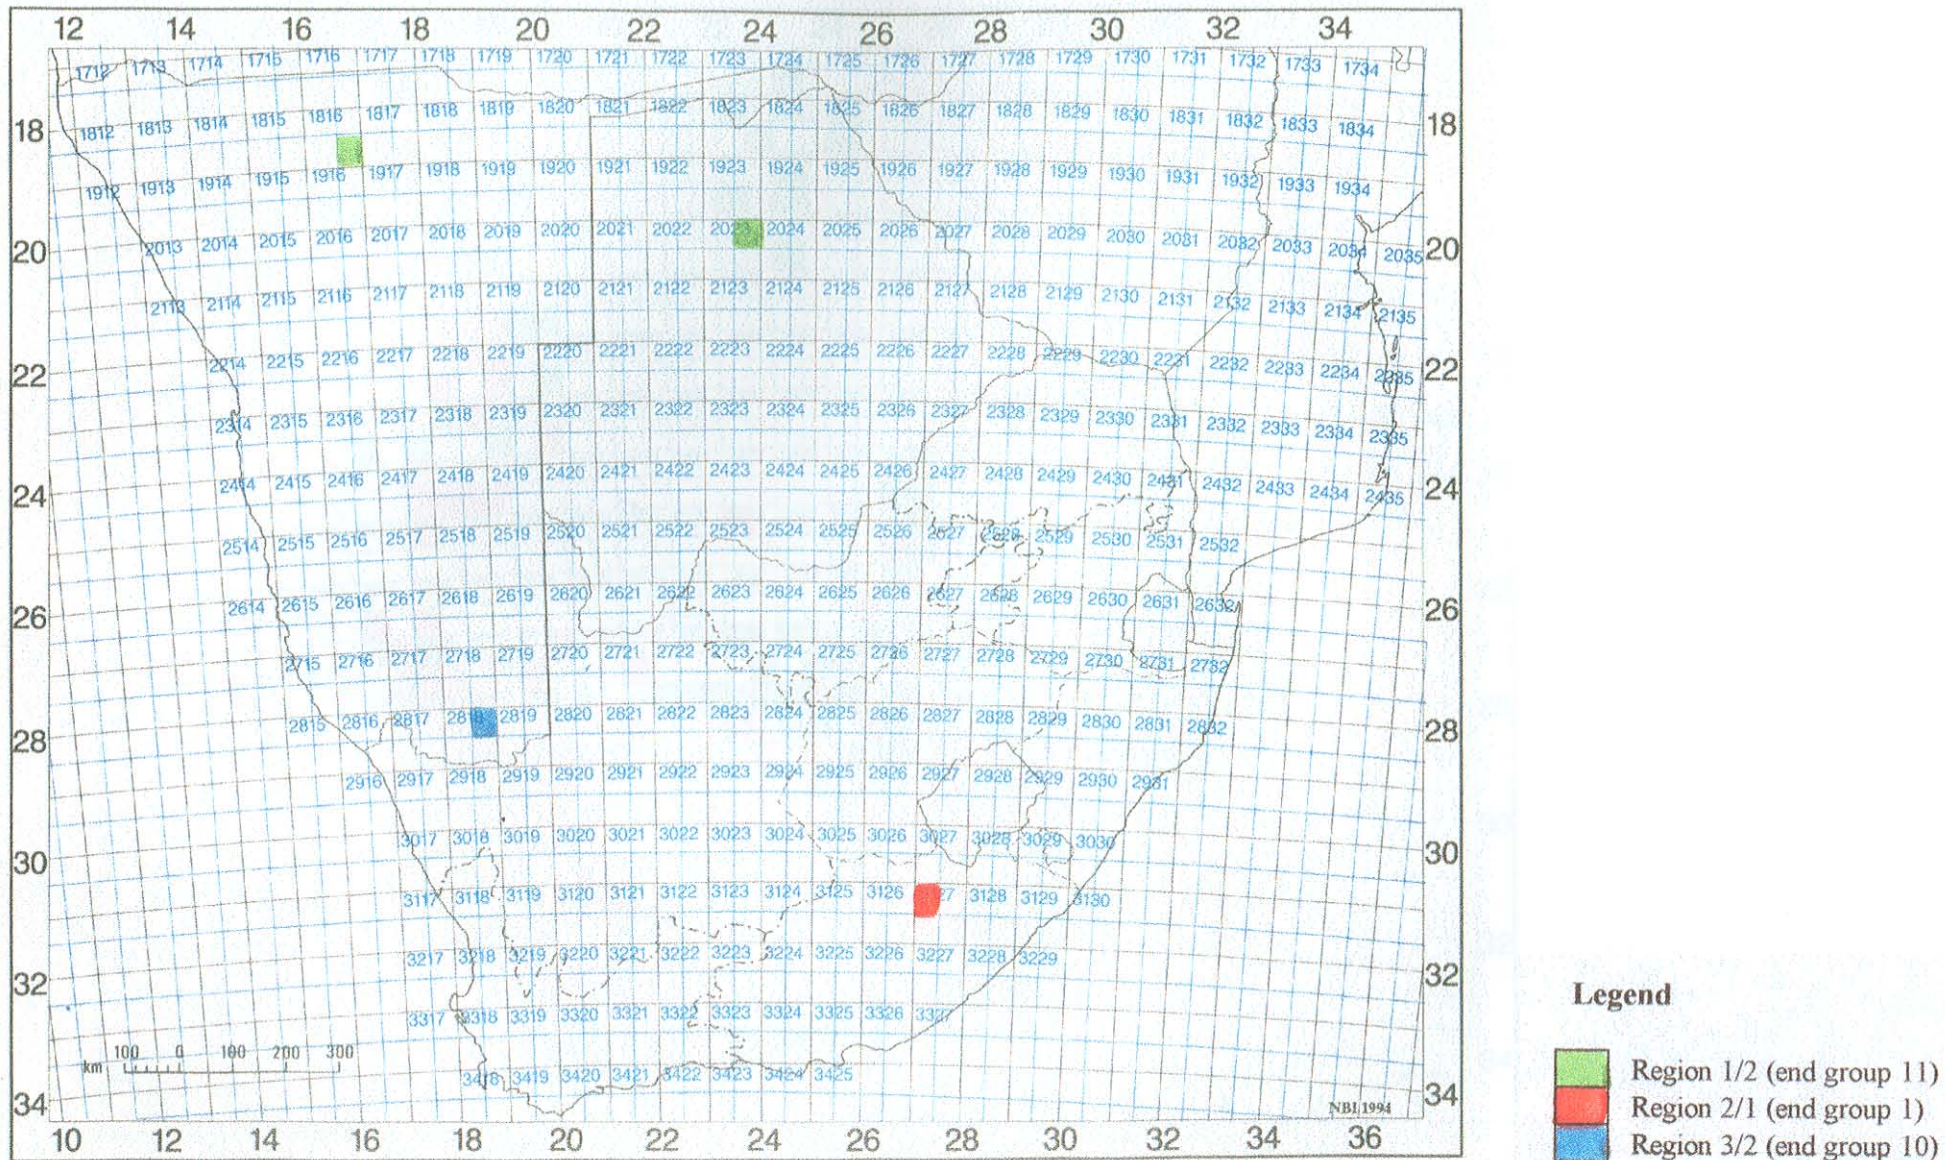 12 14 16 18 20 22 24 26 28 30 32 34
1712 1713 1714 1715 1716 1717 1718 1719 1720 1721 1722 1723 1724 1725 1726 1727 1728 1729 1730 1731 1732 1733 1734
18 1812 1813 1814 1815 1816 1817 1818 1819 1820 1821 1822 1823 1824 1825 1826 1827 1828 1829 1830 1831 1832 1833 1834 18
1912 1913 1914 1915 1916 1917 1918 1919 1920 1921 1922 1923 1924 1925 1926 1927 1928 1929 1930 1931 1932 1933 1934
20 2013 2014 2015 2016 2017 2018 2019 2020 2021 2022 2023 2024 2025 2026 2027 2028 2029 2030 2031 2032 2033 2034 2035 20
2113 2114 2115 2116 2117 2118 2119 2120 2121 2122 2123 2124 2125 2126 2127 2128 2129 2130 2131 2132 2133 2134 2135
22 2214 2215 2216 2217 2218 2219 2220 2221 2222 2223 2224 2225 2226 2227 2228 2229 2230 2231 2232 2233 2234 2235 22
2314 2315 2316 2317 2318 2319 2320 2321 2322 2323 2324 2325 2326 2327 2328 2329 2330 2331 2332 2333 2334 2335
24 2414 2415 2416 2417 2418 2419 2420 2421 2422 2423 2424 2425 2426 2427 2428 2429 2430 2431 2432 2433 2434 2435 24
2514 2515 2516 2517 2518 2519 2520 2521 2522 2523 2524 2525 2526 2527 2528 2529 2530 2531 2532
26 2614 2615 2616 2617 2618 2619 2620 2621 2622 2623 2624 2625 2626 2627 2628 2629 2630 2631 2632 26
2715 2716 2717 2718 2719 2720 2721 2722 2723 2724 2725 2726 2727 2728 2729 2730 2731 2732
28 2815 2816 2817 2818 2819 2820 2821 2822 2823 2824 2825 2826 2827 2828 2829 2830 2831 2832 28
2916 2917 2918 2919 2920 2921 2922 2923 2924 2925 2926 2927 2928 2929 2930 2931
30 3017 3018 3019 3020 3021 3022 3023 3024 3025 3026 3027 3028 3029 3030 30
3117 3118 3119 3120 3121 3122 3123 3124 3125 3126 27 3128 3129 3130
32 3217 3218 3219 3220 3221 3222 3223 3224 3225 3226 3227 3228 3229 32
3317 3318 3319 3320 3321 3322 3323 3324 3325 3326 3327
km 100 0 100 200 300
34 3418 3419 3420 3421 3422 3423 3424 3425 34
NBI 1994
10 12 14 16 18 20 22 24 26 28 30 32 34 36
Legend
Region 1/2 (end group 11)
Region 2/1 (end group 1)
Region 3/2 (end group 10)